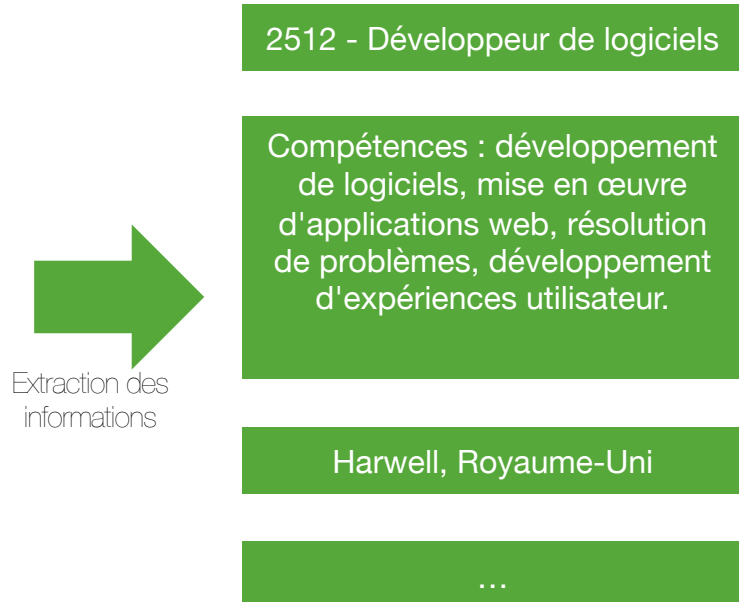 2512 - Développeur de logiciels
Compétences : développement
de logiciels, mise en œuvre
d'applications web, résolution
de problèmes, développement
d'expériences utilisateur.
Extraction des
informations
Harwell, Royaume-Uni
...